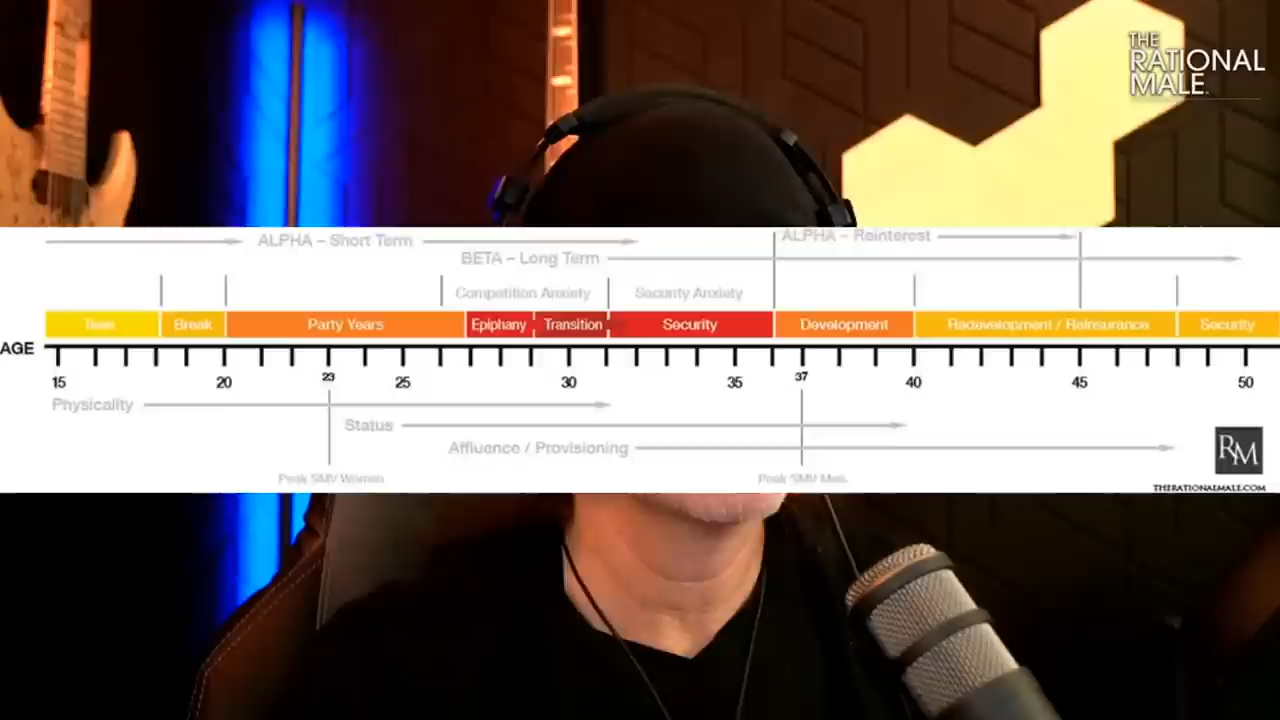 THE
RATIONAL
MALE
ALPHA – Short Term
ALPHA – Reinterest
BETA – Long Term
Competition Anxiety
Security Anxiety
Teen
Break
Party Years
Epiphany
Transition
Security
Development
Redevelopment / Reinsurance
Security
AGE
15
20
23
25
30
35
37
40
45
50
Physicality
Status
Affluence / Provisioning
Peak SMV Women
Peak SMV Men
RM
THERATIONALMALE.COM